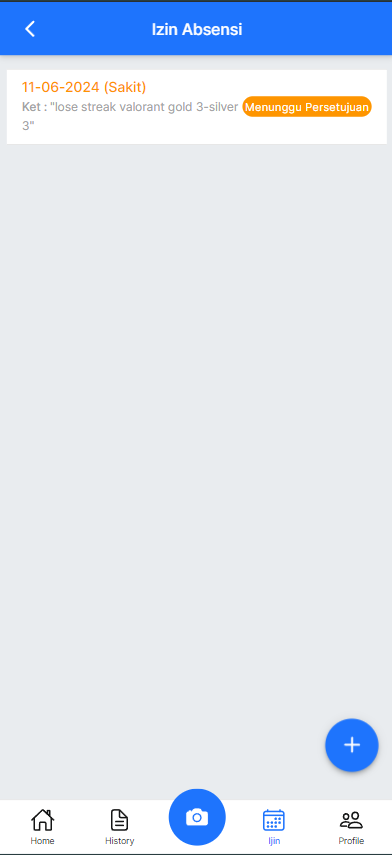 Izin Absensi
11-06-2024 (Sakit)
Ket : "lose streak valorant gold 3-silver
3"
Menunggu Persetujuan
Home
History
Ijin
Profile